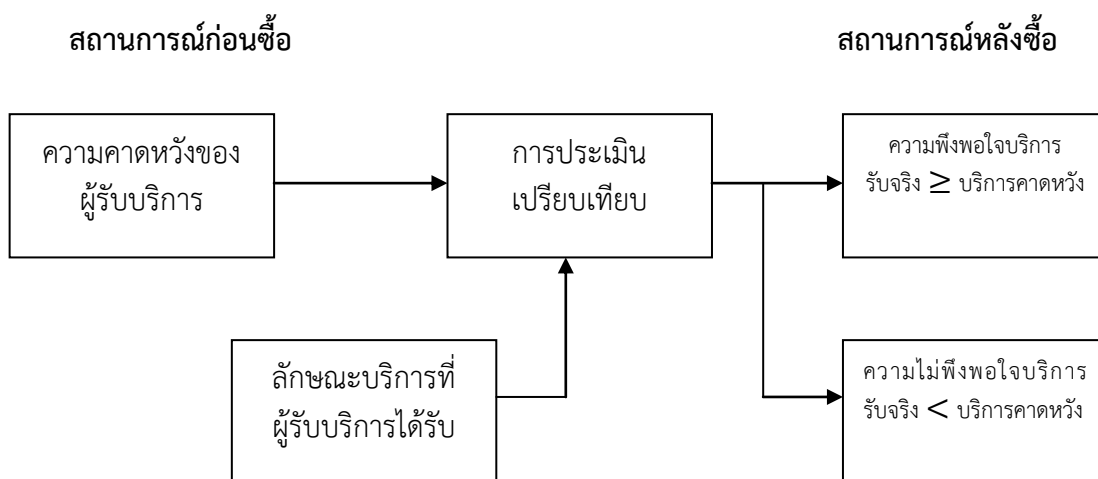 สถานการณ์ก่อนซื้อ
สถานการณ์หลังซื้อ
ความคาดหวังของ
ผู้รับบริการ
การประเมิน
เปรียบเทียบ
ความพึงพอใจบริการ
รับจริง ≥ บริการคาดหวัง
ลักษณะบริการที่
ผู้รับบริการได้รับ
ความไม่พึงพอใจบริการ
รับจริง < บริการคาดหวัง